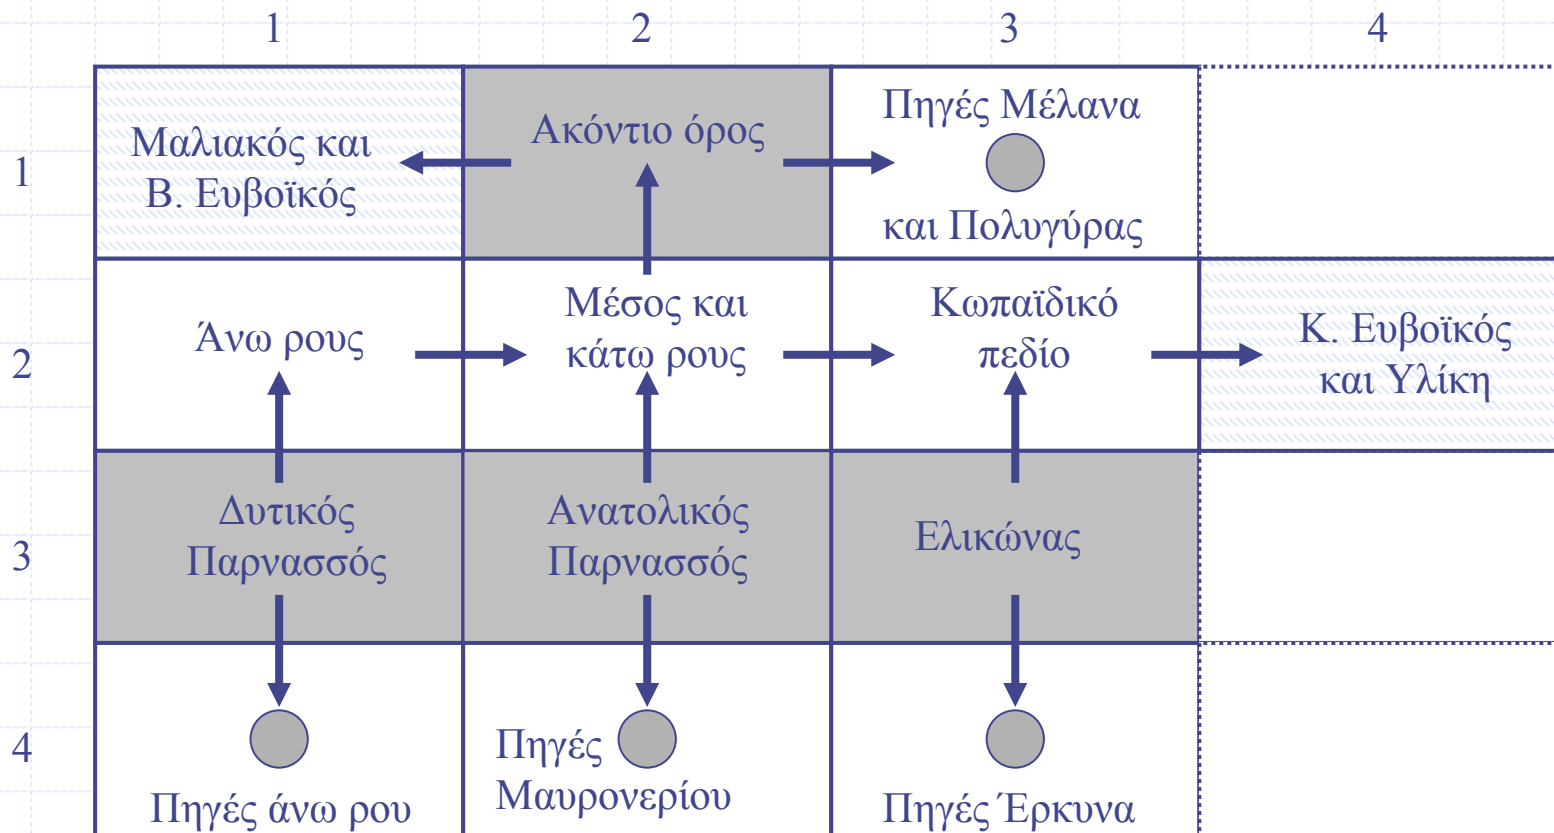 1 2 3 4
1
Μαλιακός και
Β. Ευβοϊκός
Ακόντιο όρος
Πηγές Μέλανα
και Πολυγύρας
2
Άνω ρους
Μέσος και
κάτω ρους
Κωπαϊδικό
πεδίο
Κ. Ευβοϊκός
και Υλίκη
3
Δυτικός
Παρνασσός
Ανατολικός
Παρνασσός
Ελικώνας
4
Πηγές άνω ρου
Πηγές
Μαυρονερίου
Πηγές Έρκυνα